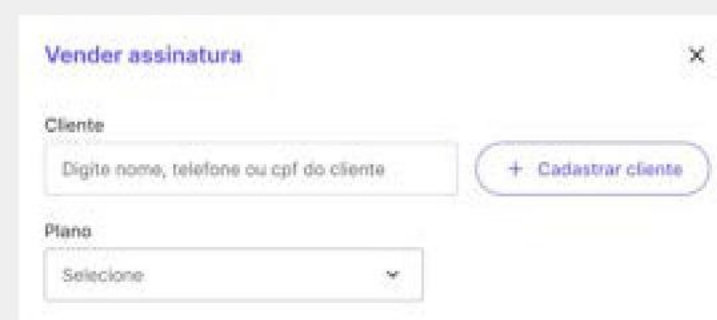 Vender assinatura
Cliente
Digite nome, telefone ou cpf do cliente
+ Cadastrar cliente
Plano
Selecione